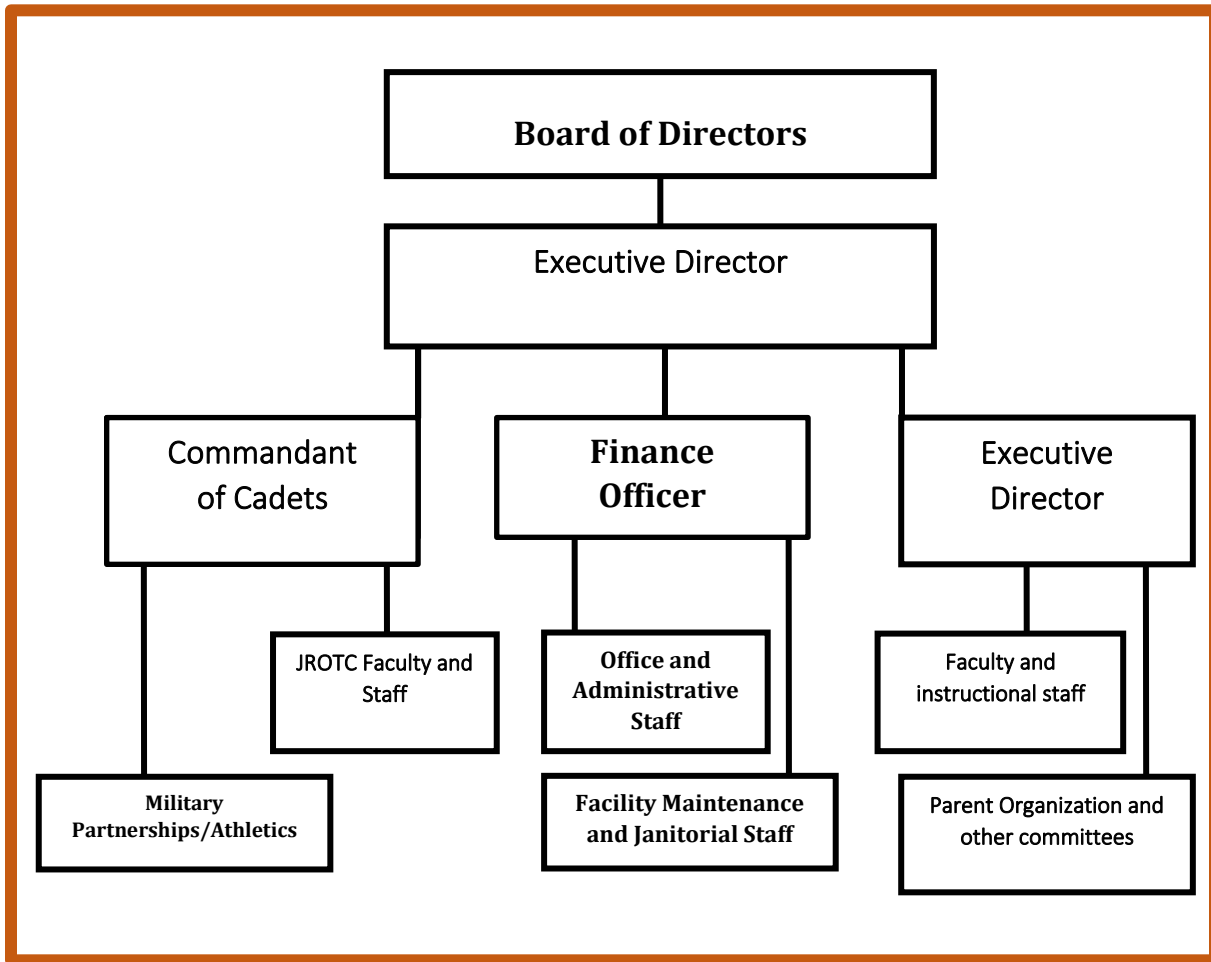 Board of Directors
Executive Director
Commandant
of Cadets
Finance
Officer
Executive
Director
JROTC Faculty and
Staff
Office and
Administrative
Staff
Faculty and
instructional staff
Military
Partnerships/Athletics
Facility Maintenance
and Janitorial Staff
Parent Organization and
other committees